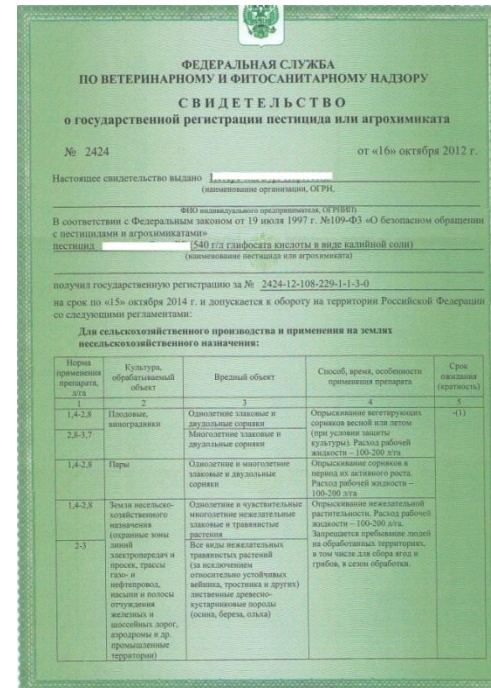 ФЕДЕРАЛЬНАЯ СЛУЖБА
ПО ВЕТЕРИНАРНОМУ И ФИТОСАНИТАРНОМУ НАДЗОРУ
СВИДЕТЕЛЬСТВО
о государственной регистрации пестицида или агрохимиката
№ 2424 от «16» октября 2012 г.
Настоящее свидетельство выдано
(наименование организации, ОГРН,
ФИО индивидуального предпринимателя, ОГРНИП)
В соответствии с Федеральным законом от 19 июля 1997 г. №109-ФЗ «О безопасном обращении
с пестицидами и агрохимикатами»
пестицид (540 г/л глифосата кислоты в виде калийной соли)
(наименование пестицида или агрохимиката)
получил государственную регистрацию за № 2424-12-108-229-1-1-3-0
на срок по «15» октября 2014 г. и допускается к обороту на территории Российской Федерации
со следующими регламентами:
Для сельскохозяйственного производства и применения на землях
несельскохозяйственного назначения:
Норма применения препарата, л/га
Культура, обрабатываемый объект
Вредный объект
Способ, время, особенности применения препарата
Срок ожидания (кратность)
1 2 3 4 5
1,4-2,8
Плодовые, виноградники
Однолетние злаковые и двудольные сорняки
Опрыскивание вегетирующих сорняков весной или летом (при условии защиты культуры). Расход рабочей жидкости – 100-200 л/га
-(1)
2,8-3,7
Многолетние злаковые и двудольные сорняки
1,4-2,8
Пары
Однолетние и многолетние злаковые и двудольные сорняки
Опрыскивание сорняков в период их активного роста. Расход рабочей жидкости – 100-200 л/га
1,4-2,8
Земли несельско-хозяйственного назначения (охранные зоны линий электропередач и просек, трассы газо- и нефтепровод, насыпи и полосы отчуждения железных и шоссейных дорог, аэродромы и др. промышленные территории)
Однолетние и чувствительные многолетние нежелательные злаковые и травянистые растения
Опрыскивание нежелательной растительности. Расход рабочей жидкости – 100-200 л/га. Запрещается пребывание людей на обработанных территориях, в том числе для сбора ягод и грибов, в сезон обработки.
2-3
Все виды нежелательных травянистых растений (за исключением относительно устойчивых вейника, тростника и других) лиственные древесно-кустарниковые породы (осина, береза, ольха)